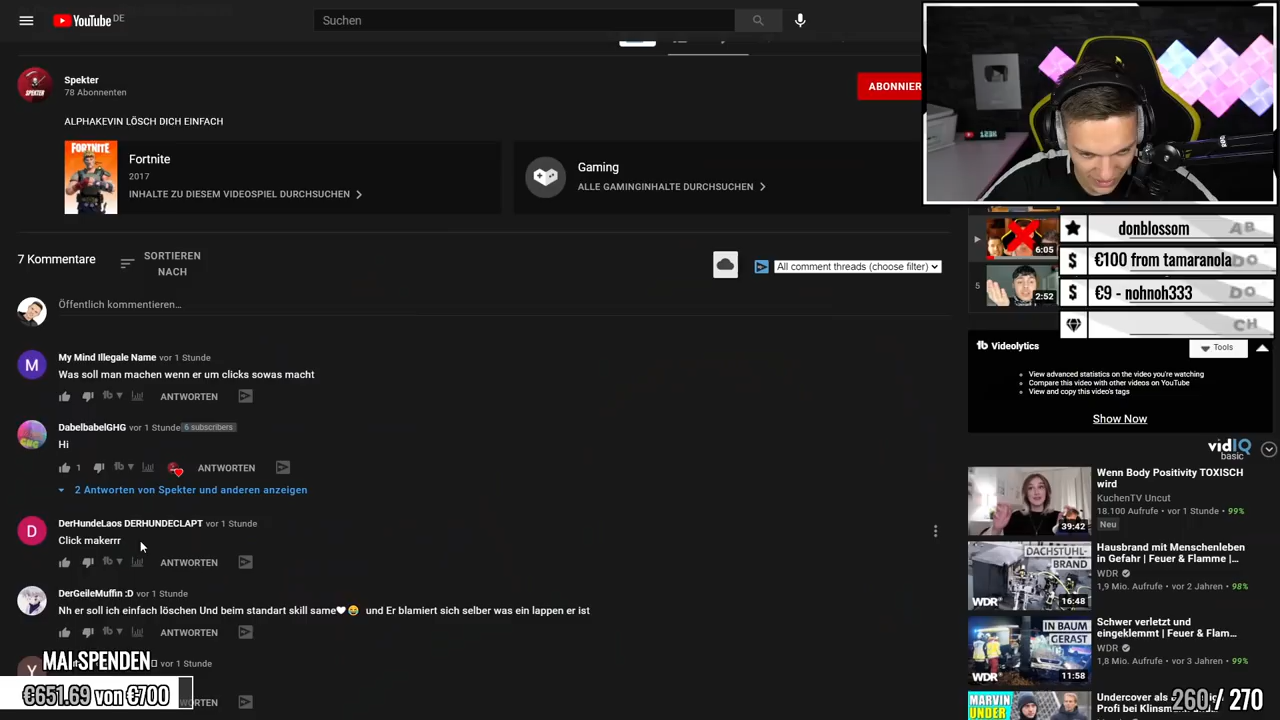 YouTube DE
Suchen
Spekter
78 Abonnenten
ABONNIER
ALPHAKEVIN LÖSCH DICH EINFACH
FORTNITE
Fortnite
2017
INHALTE ZU DIESEM VIDEOSPIEL DURCHSUCHEN
Gaming
ALLE GAMINGINHALTE DURCHSUCHEN
7 Kommentare
SORTIEREN
NACH
All comment threads (choose filter)
Öffentlich kommentieren…
My Mind Illegale Name vor 1 Stunde
Was soll man machen wenn er um clicks sowas macht
ANTWORTEN
DabelbabelGHG vor 1 Stunde 6 subscribers
Hi
1 ANTWORTEN
2 Antworten von Spekter und anderen anzeigen
DerHundeLaos DERHUNDECLAPT vor 1 Stunde
Click makerrr
ANTWORTEN
DerGeileMuffin :D vor 1 Stunde
Nh er soll ich einfach löschen Und beim standart skill same❤😂 und Er blamiert sich selber was ein lappen er ist
ANTWORTEN
vor 1 Stunde
MAI SPENDEN
€651.69 von €700
WORTEN
6:05
5
2:52
donblossom
AB
€100 from tamaranola
DO
€9 - nohnoh333
DO
CH
Videolytics
Tools
View advanced statistics on the video you're watching
Compare this video with other videos on YouTube
View and copy this video's tags
Show Now
vidIQ
basic
Wenn Body Positivity TOXISCH
wird
KuchenTV Uncut
18.100 Aufrufe • vor 1 Stunde • 99%
Neu
39:42
DACHSTUHL-
BRAND
WDR
16:48
Hausbrand mit Menschenleben
in Gefahr | Feuer & Flamme |…
WDR
1,9 Mio. Aufrufe • vor 2 Jahren • 98%
IN BAUM
GERAST
WDR
11:58
Schwer verletzt und
eingeklemmt | Feuer & Flam…
WDR
1,8 Mio. Aufrufe • vor 3 Jahren • 99%
MARVIN
UNDER
Undercover als
Profi bei Klinsm
260 / 270